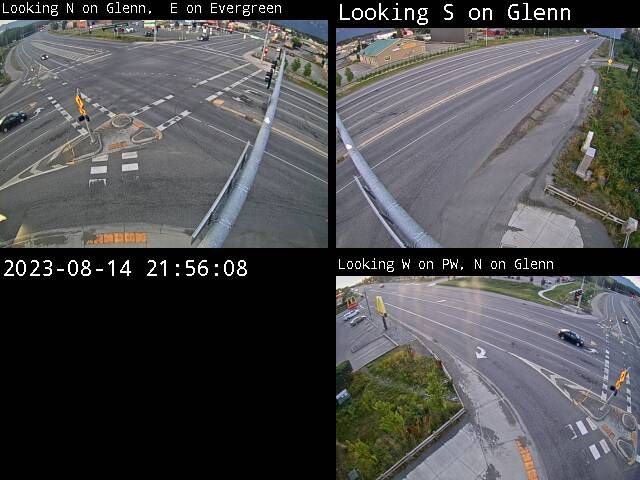 Looking N on Glenn, E on Evergreen
Looking S on Glenn
2023-08-14 21:56:08
Looking W on PW, N on Glenn